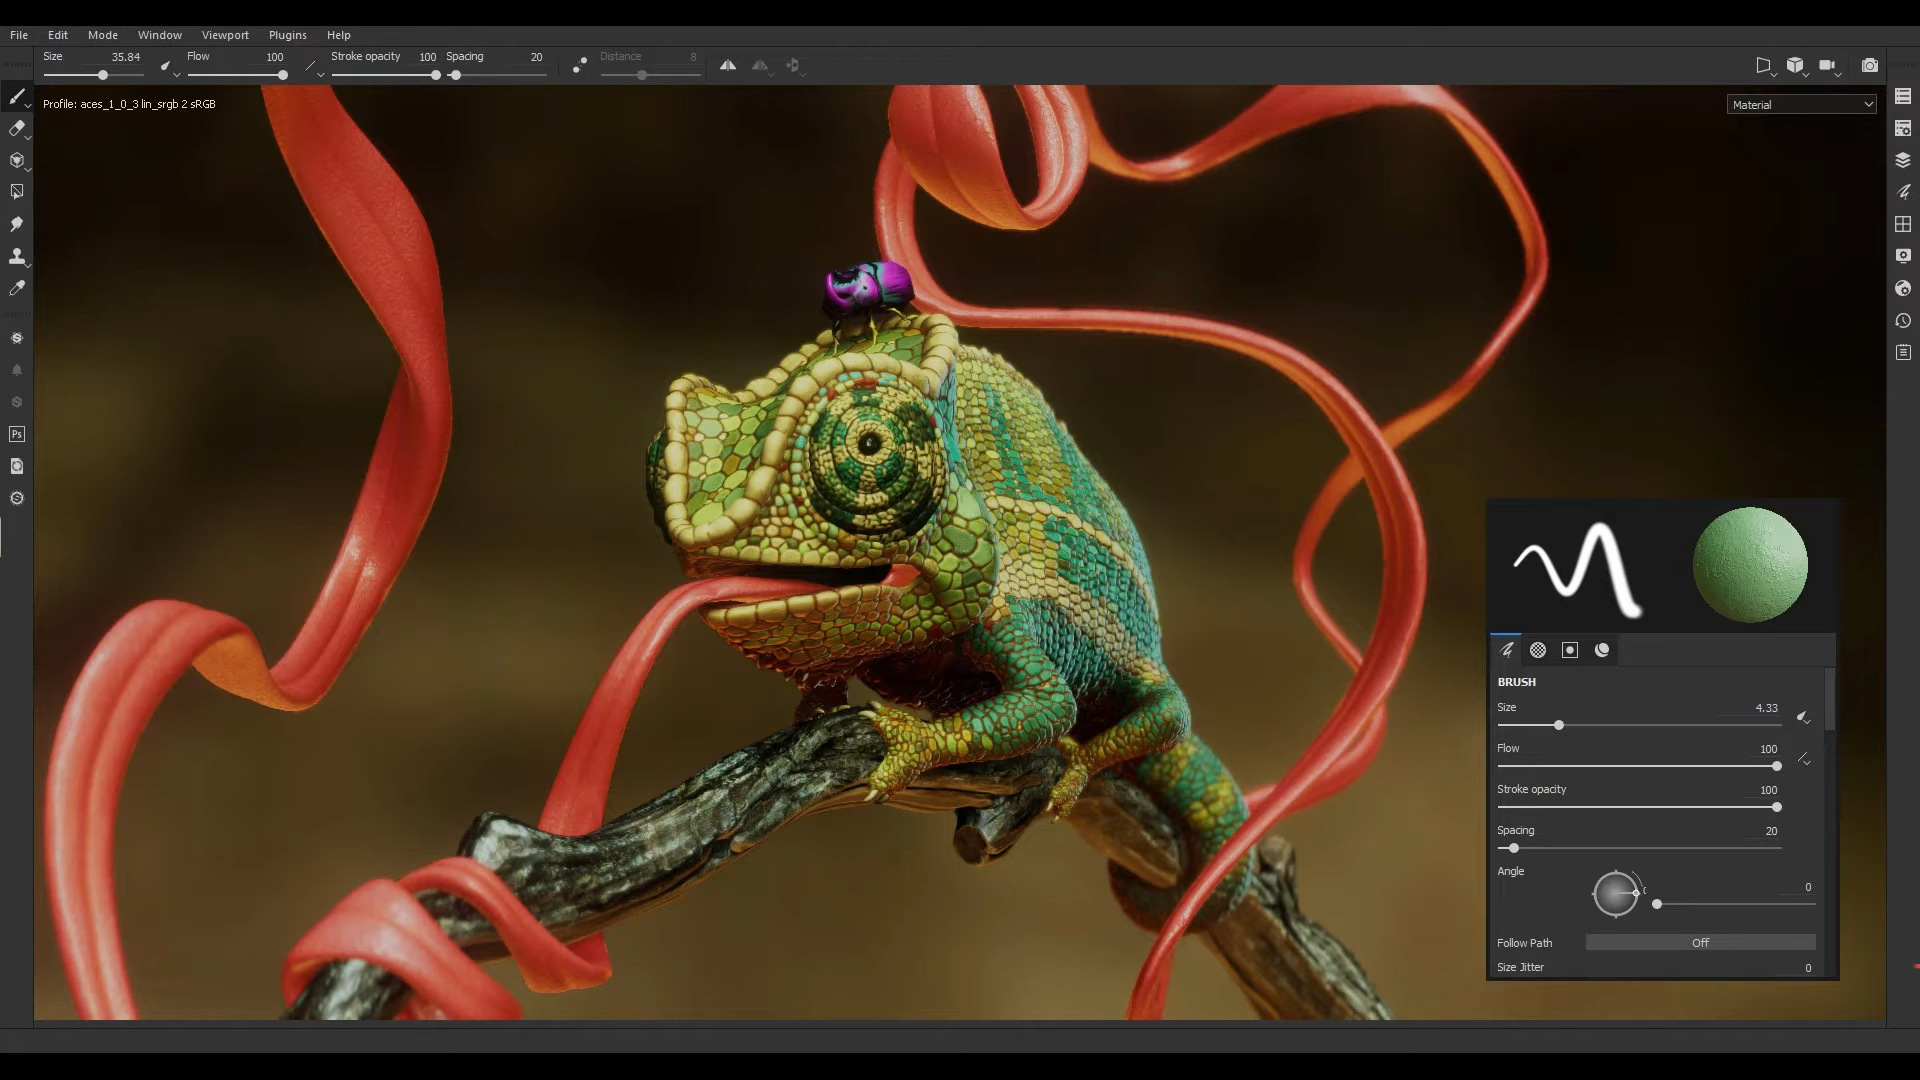 File Edit Mode Window Viewport Plugins Help
Size 35.84 Flow 100 Stroke opacity 100 Spacing 20 Distance 8
Profile: aces_1_0_3 lin_srgb 2 sRGB
Material
Ps
BRUSH
Size 4.33
Flow 100
Stroke opacity 100
Spacing 20
Angle 0
Follow Path Off
Size Jitter 0